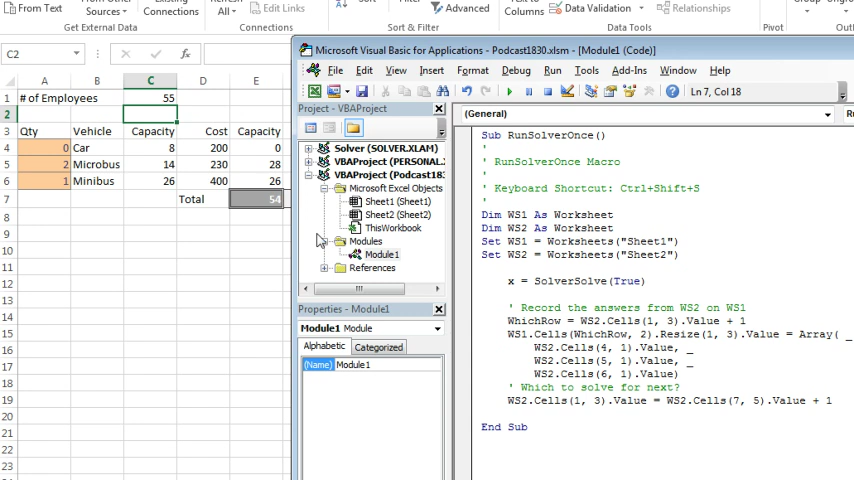 From Text
Other
Sources
Existing
Connections
Refresh
All
Edit Links
Sort
Advanced
Text to
Columns
Data Validation
Relationships
Get External Data
Connections
Sort & Filter
Data Tools
Pivot
C2
fx
A B C D E
1 # of Employees 55
2
3 Qty Vehicle Capacity Cost Capacity
4 0 Car 8 200 0
5 2 Microbus 14 230 28
6 1 Minibus 26 400 26
7 Total 54
8
9
10
11
12
13
14
15
16
17
18
19
20
21
22
23
Microsoft Visual Basic for Applications - Podcast1830.xlsm - [Module1 (Code)]
File Edit View Insert Format Debug Run Tools Add-Ins Window Help
Ln 7, Col 18
Project - VBAProject
Solver (SOLVER.XLAM)
VBAProject (PERSONAL.
VBAProject (Podcast183
Microsoft Excel Objects
Sheet1 (Sheet1)
Sheet2 (Sheet2)
ThisWorkbook
Modules
Module1
References
Properties - Module1
Module1 Module
Alphabetic Categorized
(Name) Module1
(General)
Sub RunSolverOnce()
'
' RunSolverOnce Macro
'
' Keyboard Shortcut: Ctrl+Shift+S
'
Dim WS1 As Worksheet
Dim WS2 As Worksheet
Set WS1 = Worksheets("Sheet1")
Set WS2 = Worksheets("Sheet2")
x = SolverSolve(True)
' Record the answers from WS2 on WS1
WhichRow = WS2.Cells(1, 3).Value + 1
WS1.Cells(WhichRow, 2).Resize(1, 3).Value = Array( _
WS2.Cells(4, 1).Value, _
WS2.Cells(5, 1).Value, _
WS2.Cells(6, 1).Value)
' Which to solve for next?
WS2.Cells(1, 3).Value = WS2.Cells(7, 5).Value + 1
End Sub